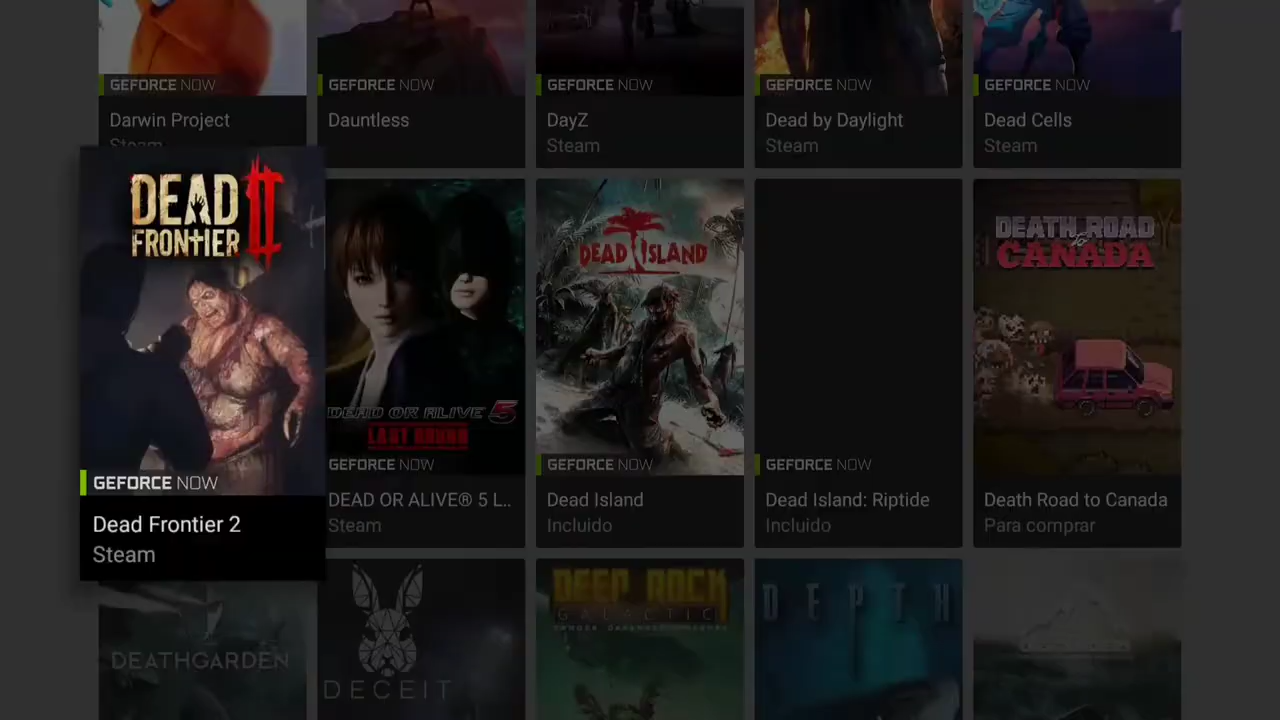 GEFORCE NOW
GEFORCE NOW
GEFORCE NOW
GEFORCE NOW
GEFORCE NOW
Darwin Project
Dauntless
DayZ
Dead by Daylight
Dead Cells
Steam
Steam
Steam
Steam
DEAD II
FRONTIER
DEAD OR ALIVE 5
LAST ROUND
DEAD ISLAND
DEATH ROAD
to
CANADA
GEFORCE NOW
GEFORCE NOW
GEFORCE NOW
GEFORCE NOW
Dead Frontier 2
Steam
DEAD OR ALIVE® 5 L...
Steam
Dead Island
Incluido
Dead Island: Riptide
Incluido
Death Road to Canada
Para comprar
DEATHGARDEN
DECEIT
DEEP ROCK
GALACTIC
DEPTH